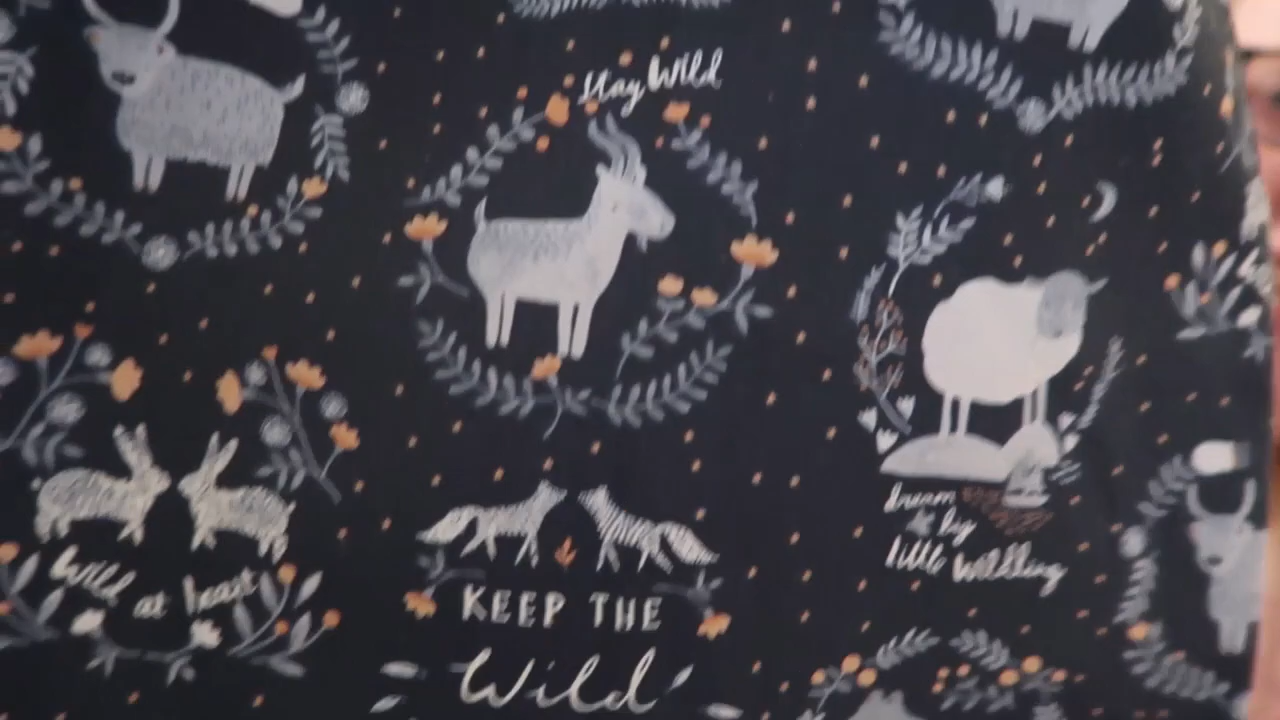 Stay Wild
Wild at heart
KEEP THE
Wild
dream
big
little wildling